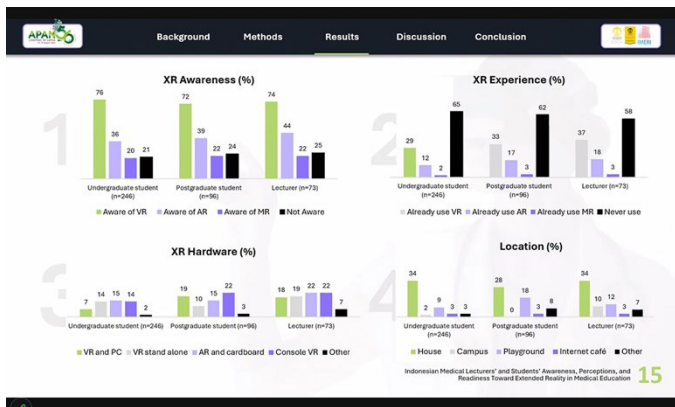 APAN56
Background Methods Results Discussion Conclusion
1
XR Awareness (%)
76 36 20 21
72 39 22 24
74 44 22 25
Undergraduate student (n=246) Postgraduate student (n=96) Lecturer (n=73)
Aware of VR Aware of AR Aware of MR Not Aware
2
XR Experience (%)
29 12 2 65
33 17 3 62
37 18 3 58
Undergraduate student (n=246) Postgraduate student (n=96) Lecturer (n=73)
Already use VR Already use AR Already use MR Never use
3
XR Hardware (%)
7 14 15 14 2
19 10 15 22 3
18 19 22 22 7
Undergraduate student (n=246) Postgraduate student (n=96) Lecturer (n=73)
VR and PC VR stand alone AR and cardboard Console VR Other
4
Location (%)
34 2 9 3 3
28 0 18 3 8
34 10 12 3 7
Undergraduate student (n=246) Postgraduate student (n=96) Lecturer (n=73)
House Campus Playground Internet café Other
Indonesian Medical Lecturers' and Students' Awareness, Perceptions, and
Readiness Toward Extended Reality in Medical Education
15